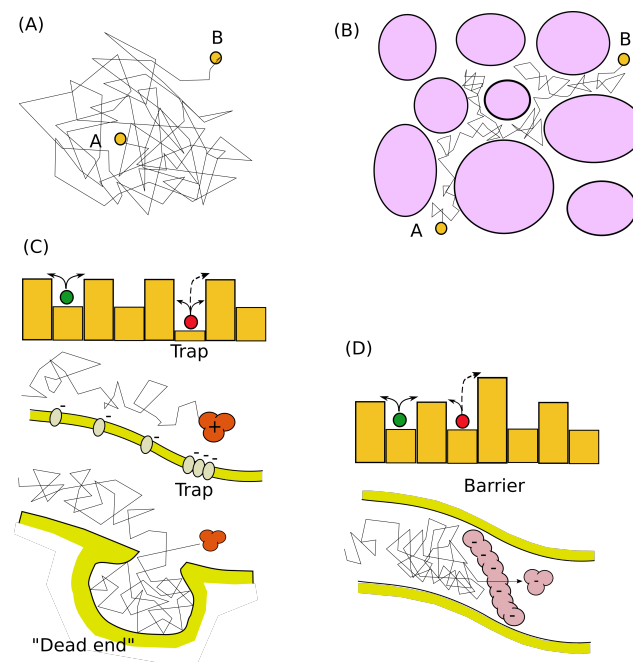 (A)
B
A
(B)
B
A
(C)
Trap
- - - - - -
+
Trap
"Dead end"
(D)
Barrier
- - - - - -